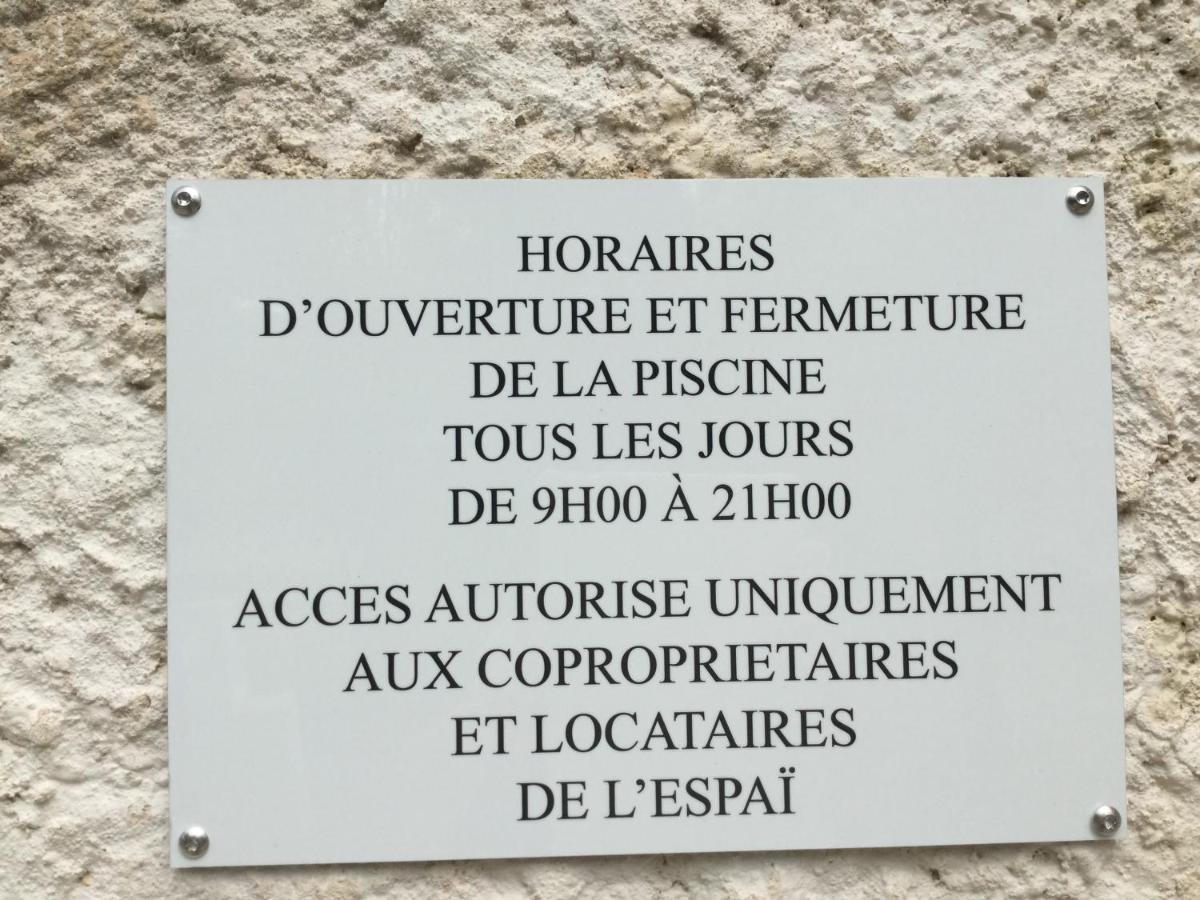 HORAIRES
D’OUVERTURE ET FERMETURE
DE LA PISCINE
TOUS LES JOURS
DE 9H00 À 21H00
ACCES AUTORISE UNIQUEMENT
AUX COPROPRIETAIRES
ET LOCATAIRES
DE L’ESPAÏ